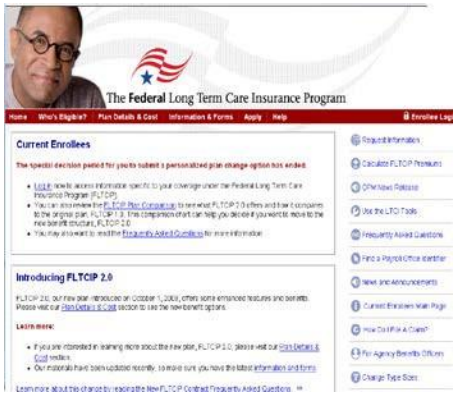 The Federal Long Term Care Insurance Program
Home Who's Eligible? Plan Details & Cost Information & Forms Apply Help Enrollee Login
Current Enrollees
The special decision period for you to submit a personalized plan change option has ended.
Log in now to access information specific to your coverage under the Federal Long Term Care
Insurance Program (FLTCIP).
You can also review the FLTCIP Plan Comparison to see what FLTCIP 2.0 offers and how it compares
to the original plan, FLTCIP 1.0. This comparison chart can help you decide if you want to move to the
new benefit structure, FLTCIP 2.0.
You may also want to read the Frequently Asked Questions for more information.
Introducing FLTCIP 2.0
FLTCIP 2.0, our new plan introduced on October 1, 2009, offers some enhanced features and benefits.
Please visit our Plan Details & Cost section to see the new benefit options.
Learn more:
If you are interested in learning more about the new plan, FLTCIP 2.0, please visit our Plan Details &
Cost section.
Our materials have been updated recently, so make sure you have the latest information and forms.
Learn more about this change by reading the New FLTCIP Contract Frequently Asked Questions.
Request Information
Calculate FLTCIP Premiums
OPM News Release
Use the LTCI Tools
Frequently Asked Questions
Find a Payroll Office Identifier
News and Announcements
Current Enrollees Main Page
How Do I File A Claim?
For Agency Benefits Officers
Change Type Sizes